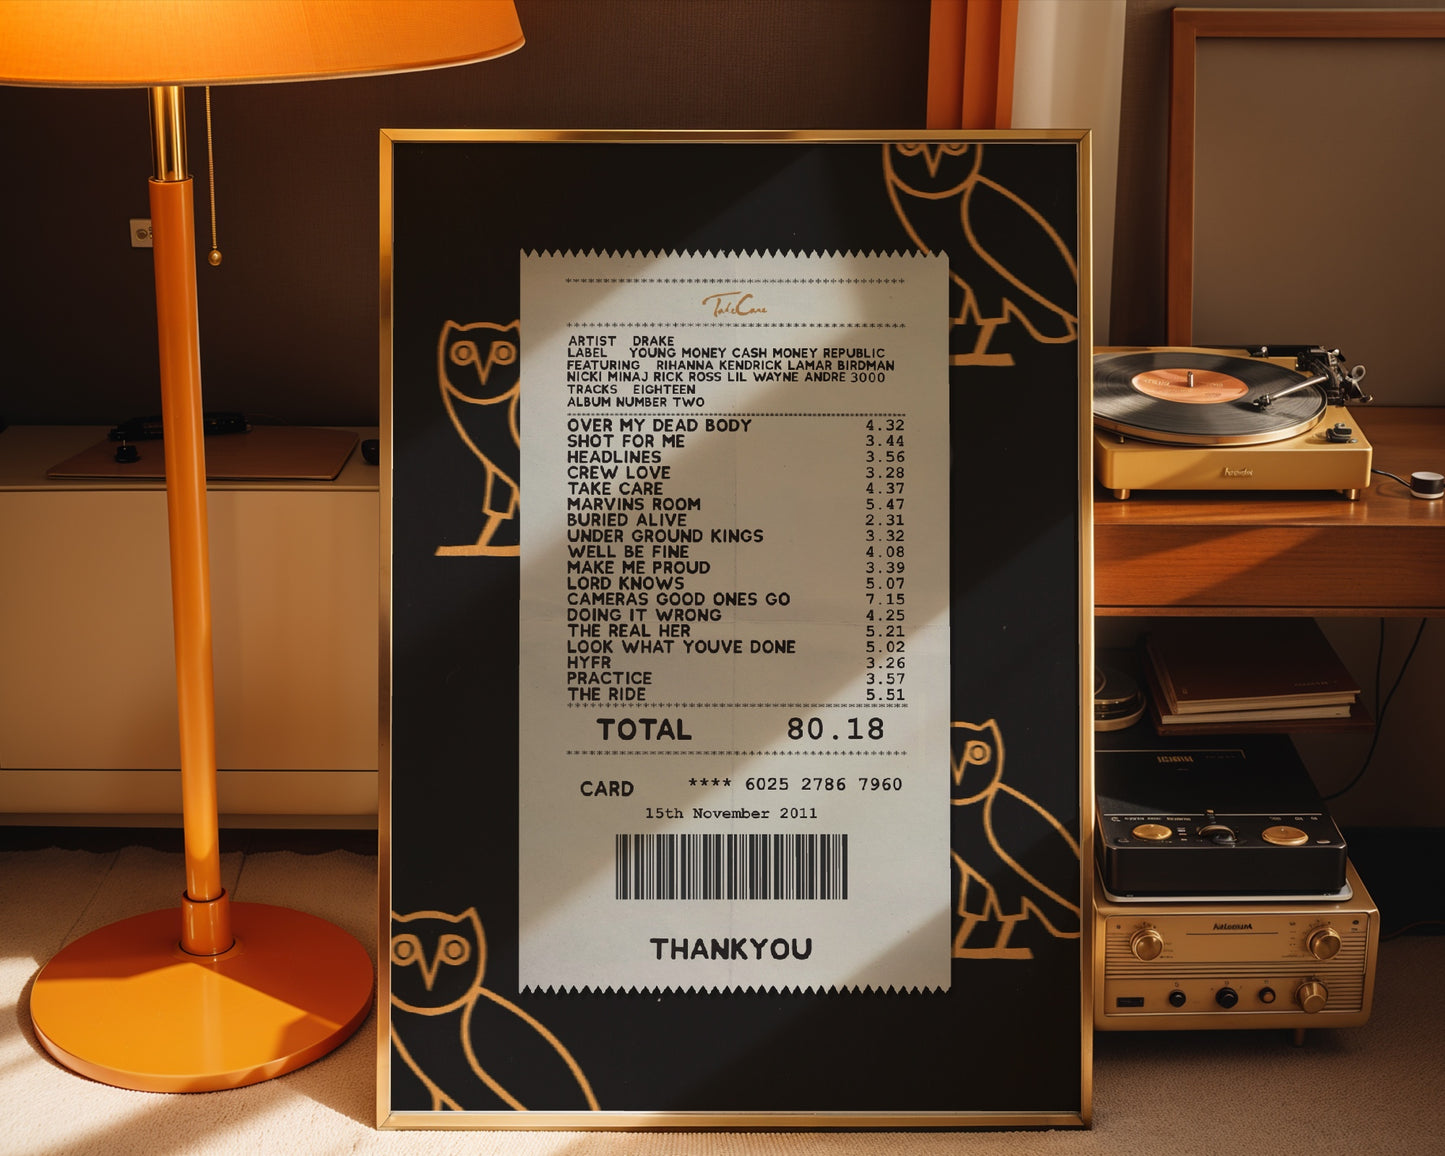 Take Care
ARTIST DRAKE
LABEL YOUNG MONEY CASH MONEY REPUBLIC
FEATURING RIHANNA KENDRICK LAMAR BIRDMAN
NICKI MINAJ RICK ROSS LIL WAYNE ANDRE 3000
TRACKS EIGHTEEN
ALBUM NUMBER TWO
OVER MY DEAD BODY 4.32
SHOT FOR ME 3.44
HEADLINES 3.56
CREW LOVE 3.28
TAKE CARE 4.37
MARVINS ROOM 5.47
BURIED ALIVE 2.31
UNDER GROUND KINGS 3.32
WELL BE FINE 4.08
MAKE ME PROUD 3.39
LORD KNOWS 5.07
CAMERAS GOOD ONES GO 7.15
DOING IT WRONG 4.25
THE REAL HER 5.21
LOOK WHAT YOUVE DONE 5.02
HYFR 3.26
PRACTICE 3.57
THE RIDE 5.51
TOTAL 80.18
CARD **** 6025 2786 7960
15th November 2011
THANKYOU